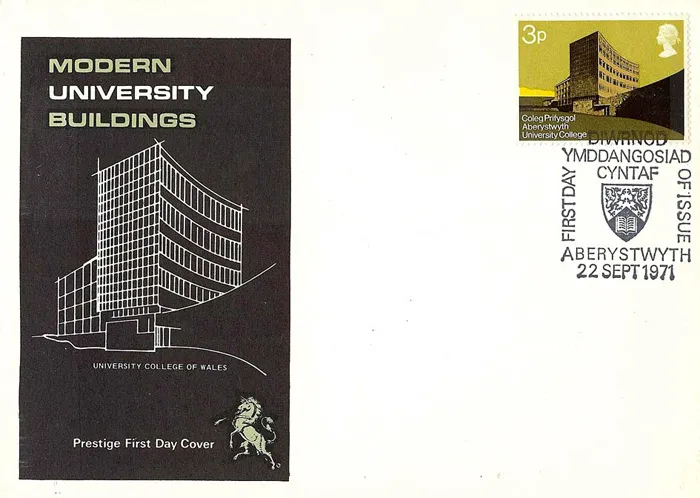 MODERN
UNIVERSITY
BUILDINGS
UNIVERSITY COLLEGE OF WALES
Prestige First Day Cover
3p
Coleg Prifysgol
Aberystwyth
University College
DIWRNOD
YMDDANGOSIAD
CYNTAF
FIRST DAY
OF ISSUE
ABERYSTWYTH
22 SEPT 1971